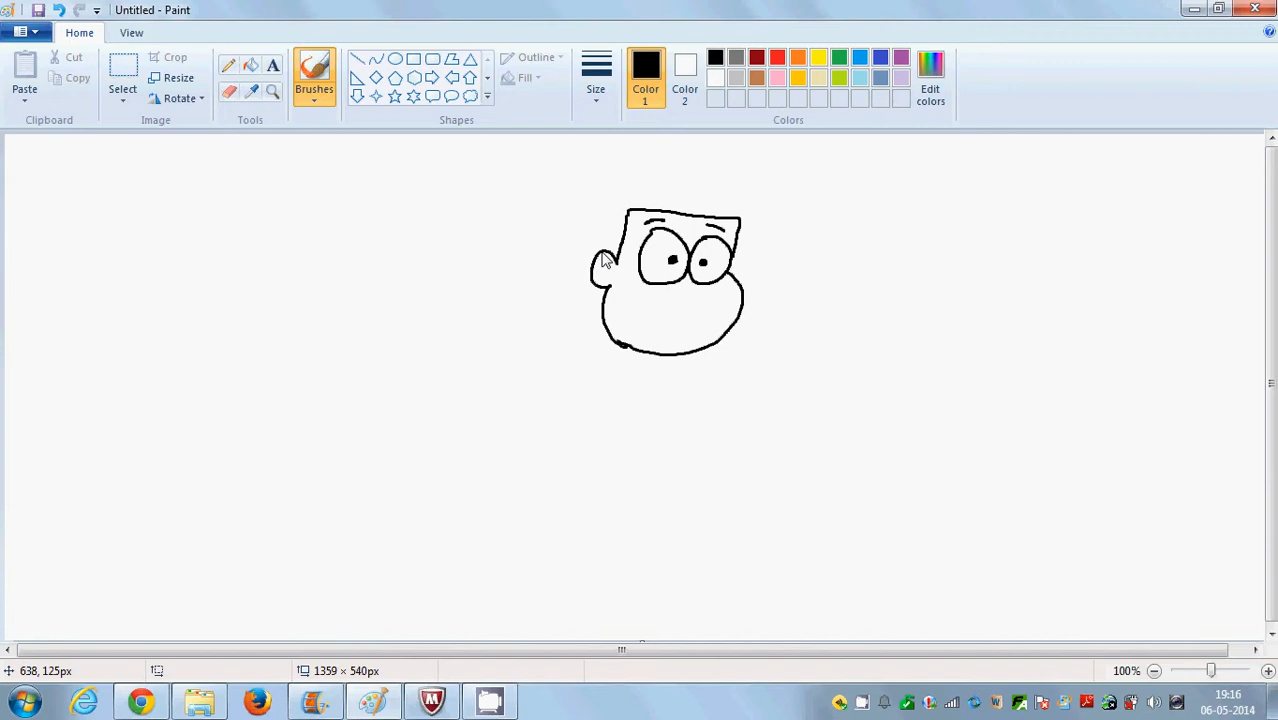 Untitled - Paint
Home View
Paste
Cut
Copy
Clipboard
Select
Crop
Resize
Rotate
Image
A
Tools
Brushes
Outline
Fill
Shapes
Size
Color 1
Color 2
Edit colors
Colors
638, 125px
1359 × 540px
100%
19:16
06-05-2014